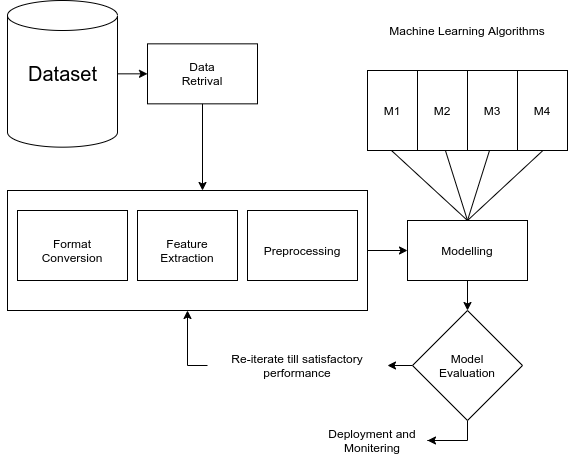 Machine Learning Algorithms
Dataset
Data
Retrival
M1
M2
M3
M4
Format
Conversion
Feature
Extraction
Preprocessing
Modelling
Re-iterate till satisfactory
performance
Model
Evaluation
Deployment and
Monitering